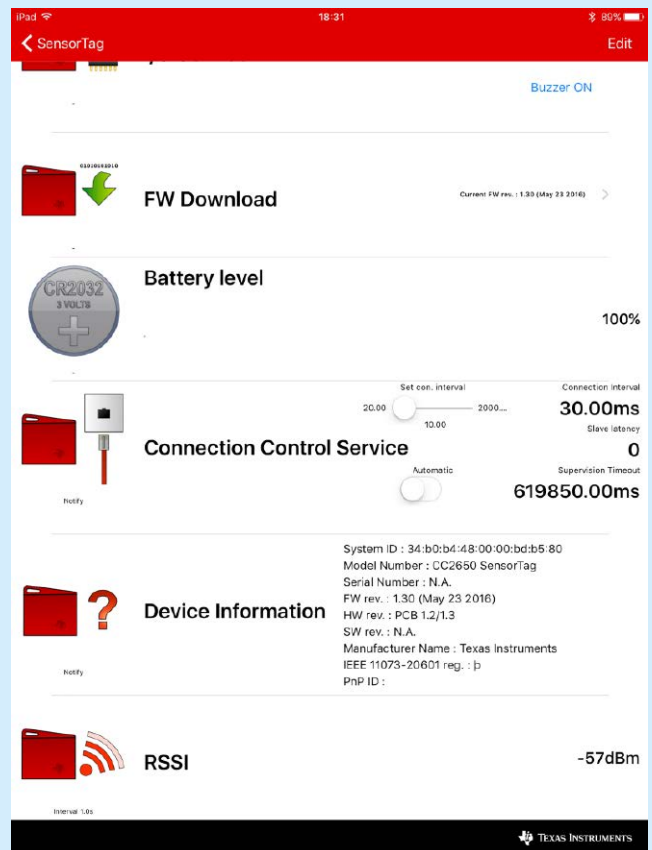 iPad 18:31 89%
SensorTag Edit
Buzzer ON
01010101010
FW Download
Current FW rev. : 1.30 (May 23 2016)
CR2032
3 VOLTS
Battery level
100%
Set con. interval
20.00 2000...
10.00
Connection Interval
30.00ms
Slave latency
0
Connection Control Service
Automatic
Supervision Timeout
619850.00ms
Notify
System ID : 34:b0:b4:48:00:00:bd:b5:80
Model Number : CC2650 SensorTag
Serial Number : N.A.
FW rev. : 1.30 (May 23 2016)
HW rev. : PCB 1.2/1.3
SW rev. : N.A.
Manufacturer Name : Texas Instruments
IEEE 11073-20601 reg. : þ
PnP ID :
Device Information
Notify
RSSI
-57dBm
Interval 1.0s
TEXAS INSTRUMENTS